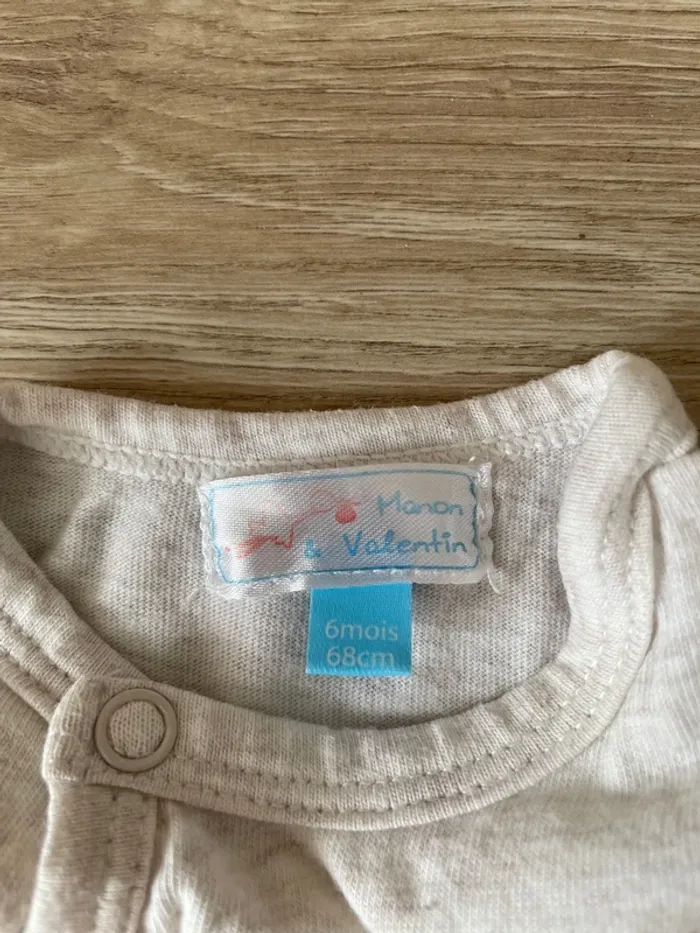 Manon
& Valentin
6mois
68cm